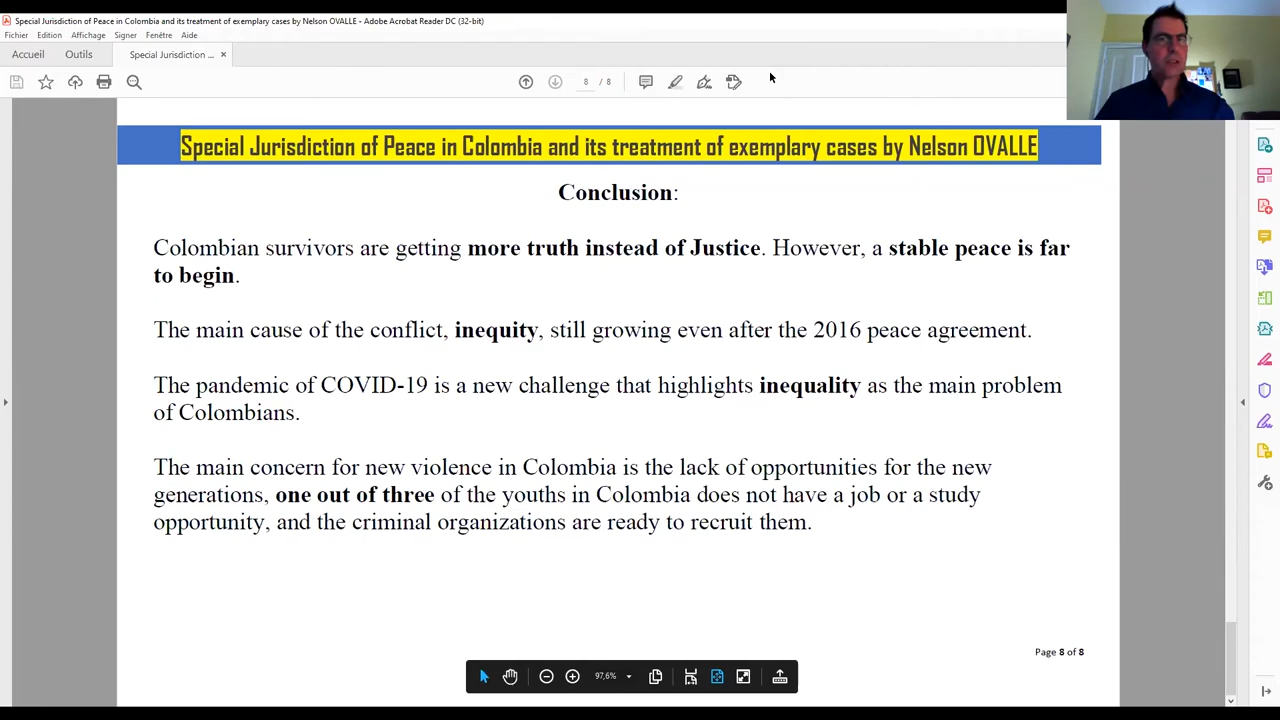 Special Jurisdiction of Peace in Colombia and its treatment of exemplary cases by Nelson OVALLE - Adobe Acrobat Reader DC (32-bit)
Fichier Edition Affichage Signer Fenêtre Aide
Accueil Outils Special Jurisdiction ... ×
8 / 8
Special Jurisdiction of Peace in Colombia and its treatment of exemplary cases by Nelson OVALLE
Conclusion:
Colombian survivors are getting more truth instead of Justice. However, a stable peace is far
to begin.
The main cause of the conflict, inequity, still growing even after the 2016 peace agreement.
The pandemic of COVID-19 is a new challenge that highlights inequality as the main problem
of Colombians.
The main concern for new violence in Colombia is the lack of opportunities for the new
generations, one out of three of the youths in Colombia does not have a job or a study
opportunity, and the criminal organizations are ready to recruit them.
Page 8 of 8
97,6%